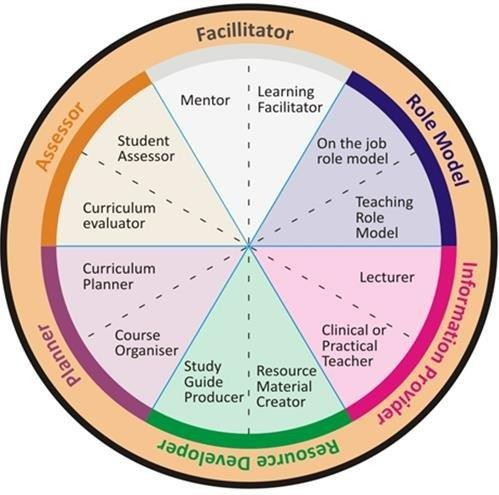 Facillitator
Mentor
Learning
Facilitator
Role Model
On the job
role model
Teaching
Role
Model
Information Provider
Lecturer
Clinical or
Practical
Teacher
Resource Developer
Resource
Material
Creator
Study
Guide
Producer
Planner
Course
Organiser
Curriculum
Planner
Assessor
Curriculum
evaluator
Student
Assessor